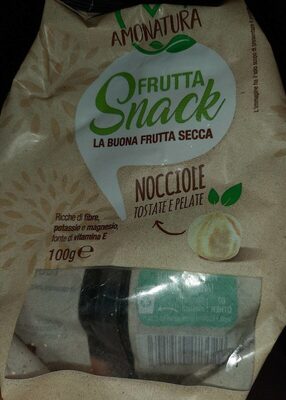 AMONATURA
FRUTTA
Snack
LA BUONA FRUTTA SECCA
NOCCIOLE
TOSTATE E PELATE
Ricche di fibre,
potassio e magnesio,
fonte di vitamina E
100g e